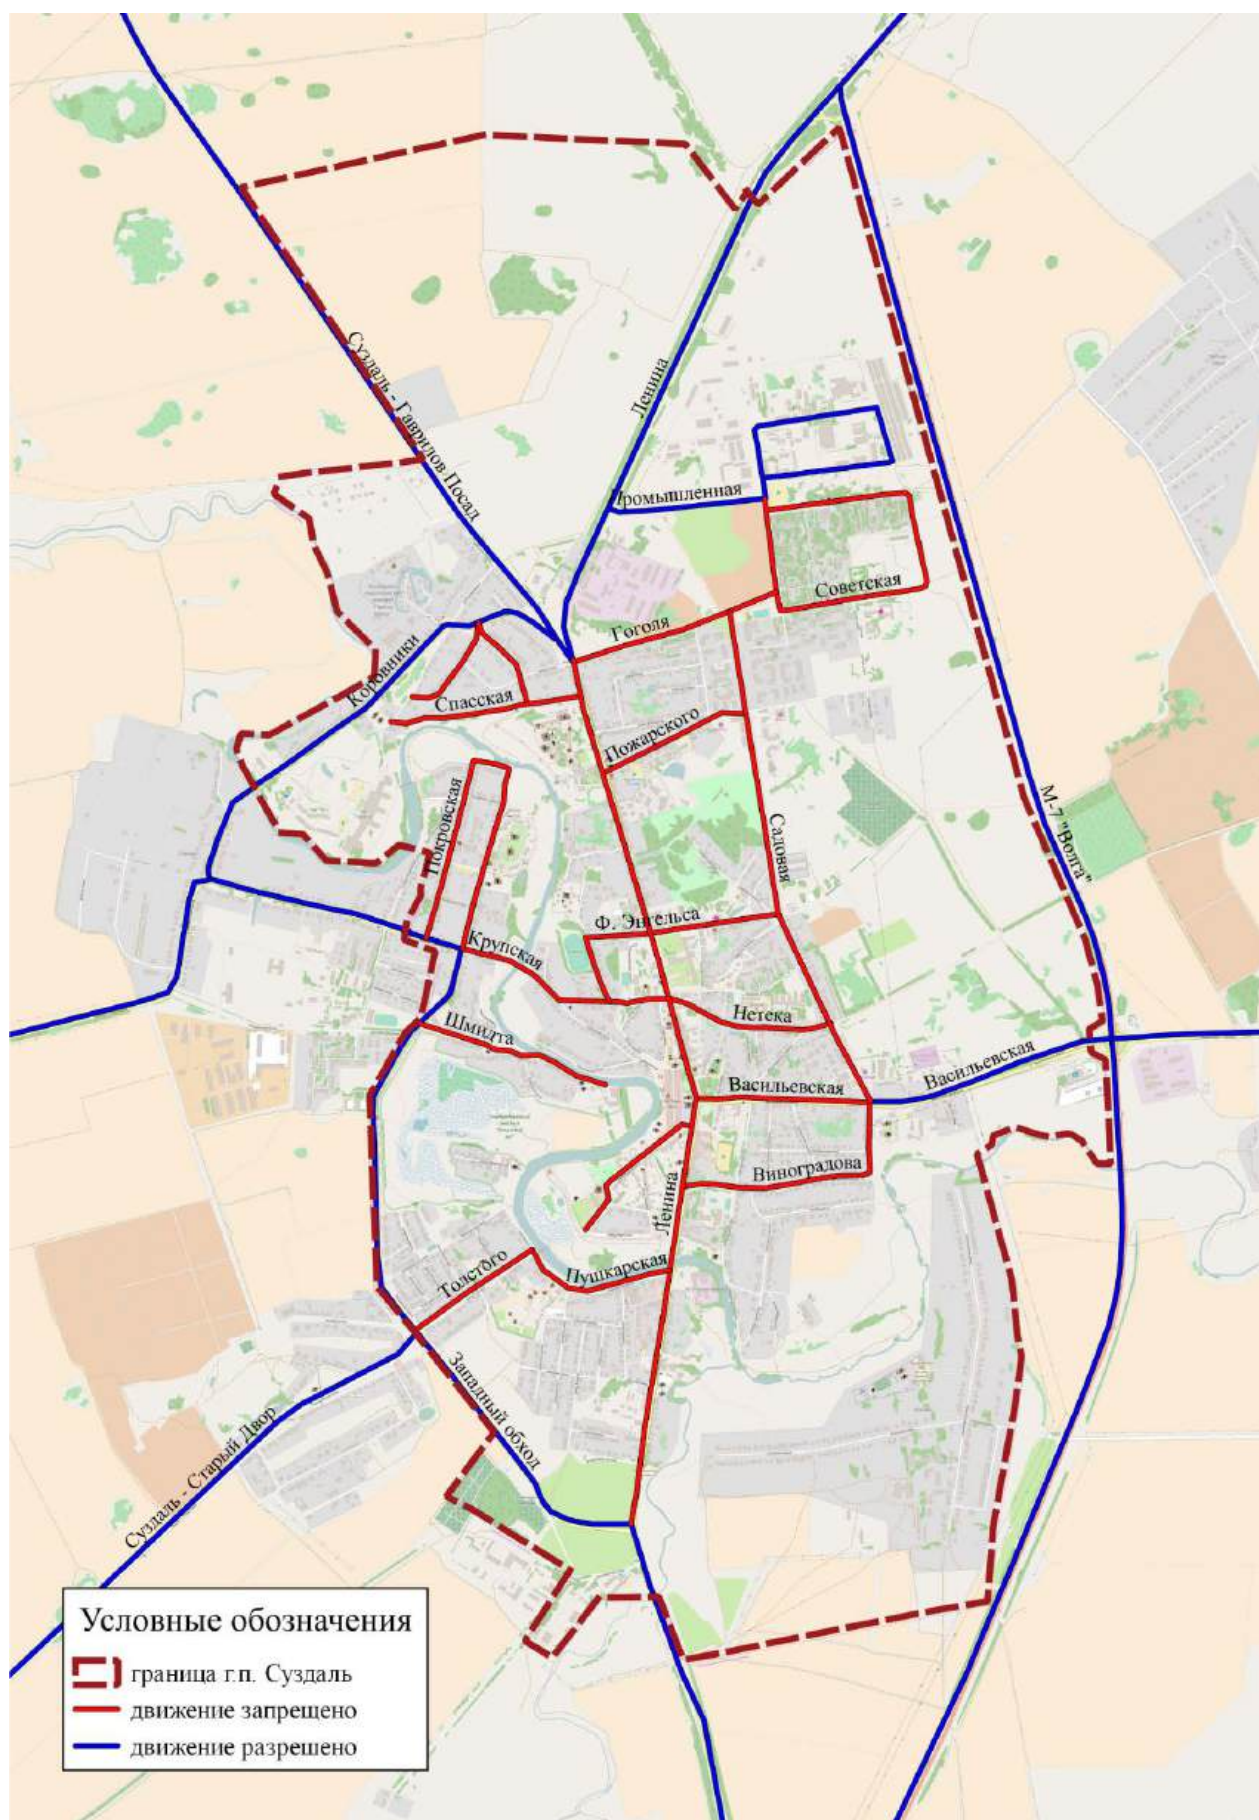 Ленина
Суздаль - Гаврилов Посад
Промышленная
Советская
Гоголя
Коровники
Спасская
Пожарского
Покровская
Садовая
М-7 "Волга"
Ф. Энгельса
Крупская
Нетека
Шмидта
Васильевская
Васильевская
Виноградова
Ленина
Толстого
Пушкарская
Западный обход
Суздаль - Старый Двор
Условные обозначения
граница г.п. Суздаль
движение запрещено
движение разрешено